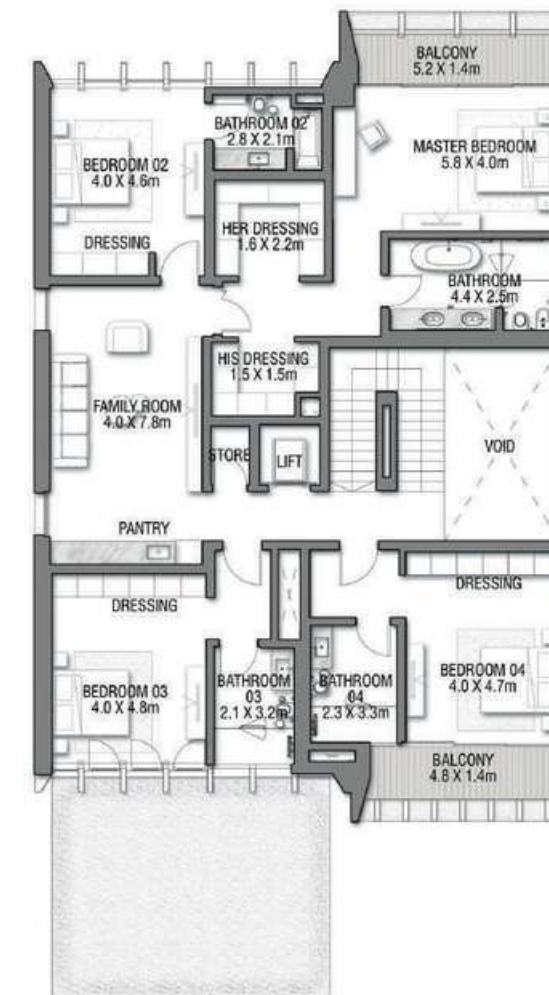 BALCONY
5.2 X 1.4m
BATHROOM 02
2.8 X 2.1m
MASTER BEDROOM
5.8 X 4.0m
BEDROOM 02
4.0 X 4.6m
HER DRESSING
1.6 X 2.2m
DRESSING
BATHROOM
4.4 X 2.5m
HIS DRESSING
1.5 X 1.5m
FAMILY ROOM
4.0 X 7.8m
STORE
LIFT
VOID
PANTRY
DRESSING
DRESSING
BEDROOM 03
4.0 X 4.8m
BATHROOM
03
2.1 X 3.2m
BATHROOM
04
2.3 X 3.3m
BEDROOM 04
4.0 X 4.7m
BALCONY
4.8 X 1.4m